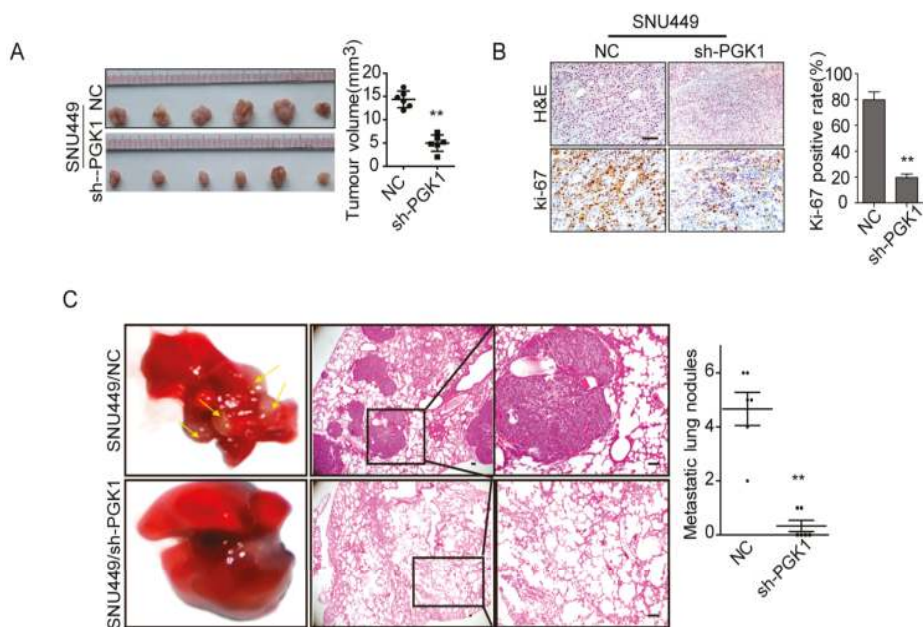 A
SNU449
sh--PGK1 NC
Tumour volume(mm3)
15
10
5
0
**
NC
sh-PGK1
B
SNU449
NC
sh-PGK1
H&E
ki-67
Ki-67 positive rate(%)
100
80
60
40
20
0
**
NC
sh-PGK1
C
SNU449/NC
SNU449/sh-PGK1
Metastatic lung nodules
6
4
2
0
**
NC
sh-PGK1